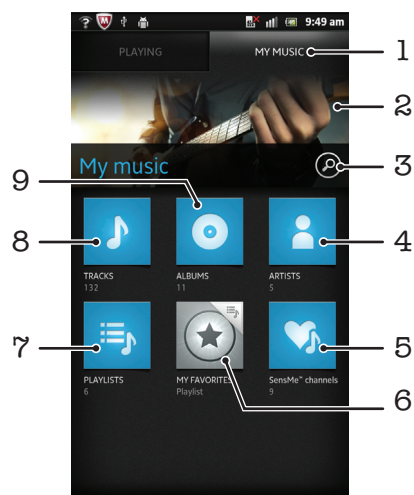 9:49 am
PLAYING
MY MUSIC
1
2
My music
3
9
8
4
TRACKS
132
ALBUMS
11
ARTISTS
5
7
5
PLAYLISTS
6
MY FAVORITES
Playlist
SensMe™ channels
9
6